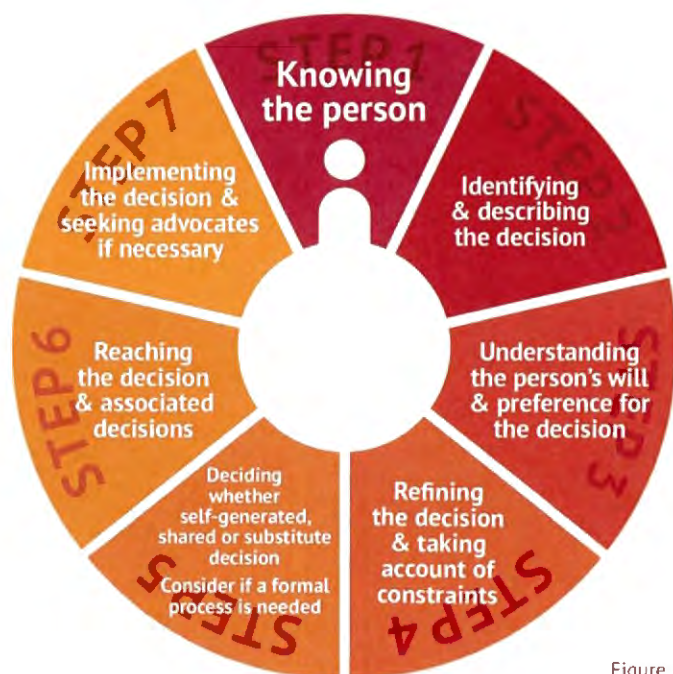 STEP 1
Knowing
the person
STEP 2
Identifying
& describing
the decision
STEP 3
Understanding
the person's will
& preference for
the decision
STEP 4
Refining
the decision
& taking
account of
constraints
STEP 5
Deciding
whether
self-generated,
shared or substitute
decision
Consider if a formal
process is needed
STEP 6
Reaching
the decision
& associated
decisions
STEP 7
Implementing
the decision &
seeking advocates
if necessary
Figure